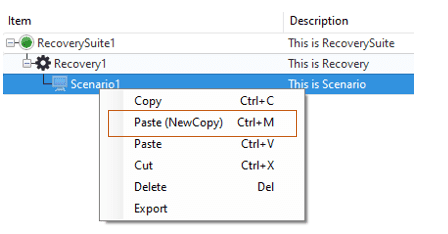 Item Description
RecoverySuite1 This is RecoverySuite
Recovery1 This is Recovery
Scenario1 This is Scenario
Copy Ctrl+C
Paste (NewCopy) Ctrl+M
Paste Ctrl+V
Cut Ctrl+X
Delete Del
Export